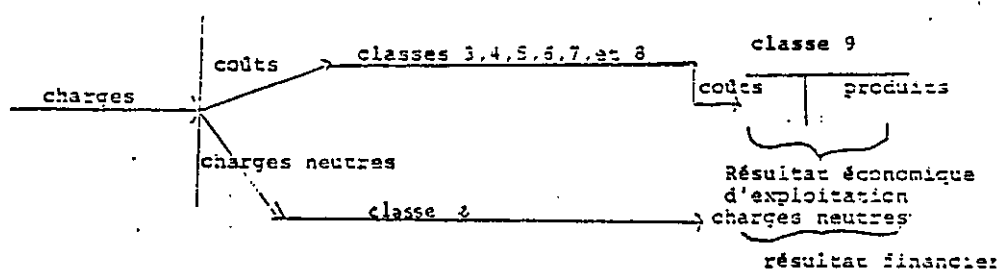 classe 9
coûts
classes 3,4,5,6,7,et 8
charges
coûts
produits
charges neutres
Résultat économique
d'exploitation
classe 2
charges neutres
résultat financier